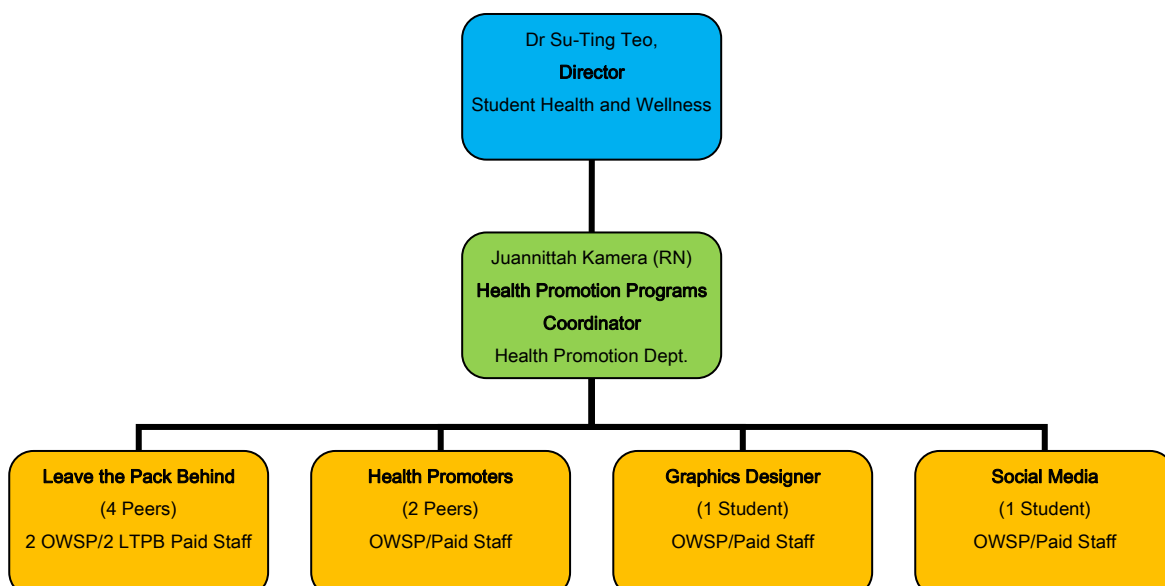 Dr Su-Ting Teo,
Director
Student Health and Wellness
Juannittah Kamera (RN)
Health Promotion Programs
Coordinator
Health Promotion Dept.
Leave the Pack Behind
(4 Peers)
2 OWSP/2 LTPB Paid Staff
Health Promoters
(2 Peers)
OWSP/Paid Staff
Graphics Designer
(1 Student)
OWSP/Paid Staff
Social Media
(1 Student)
OWSP/Paid Staff